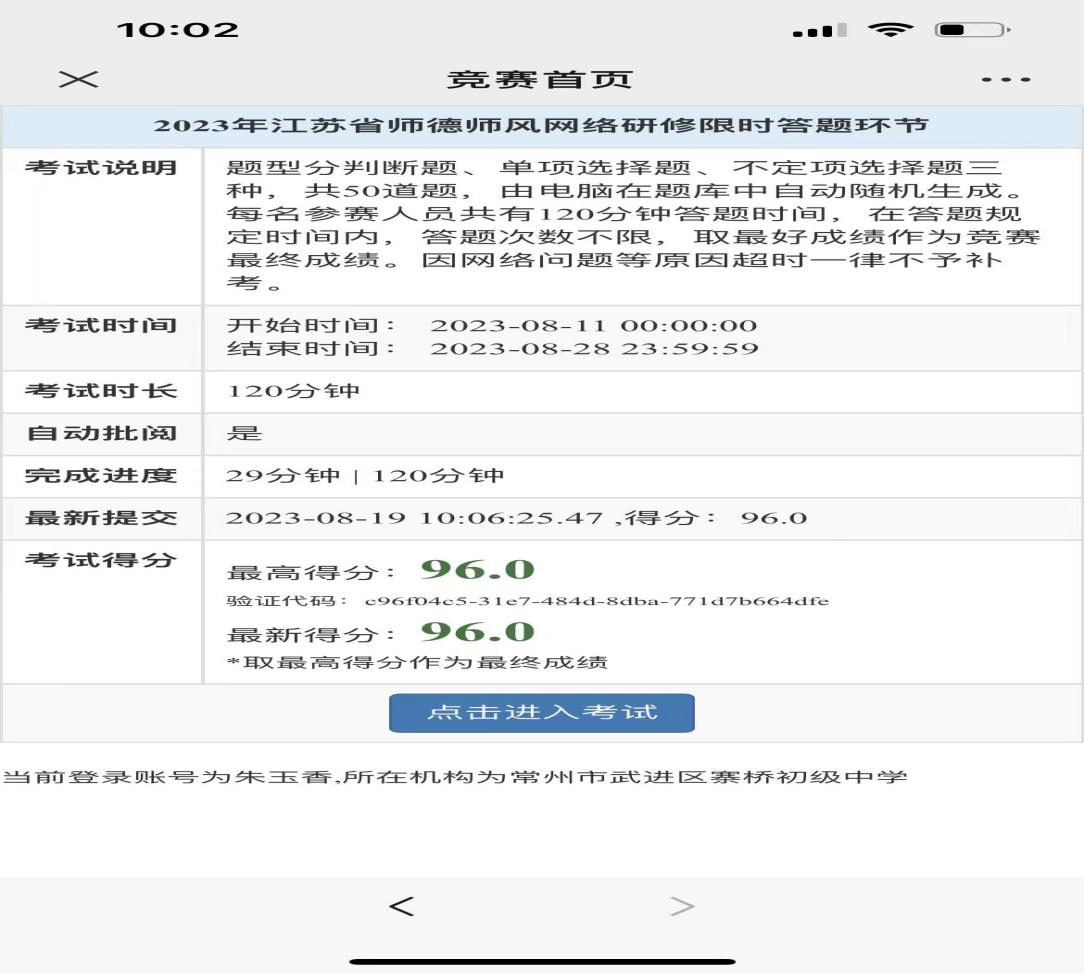 10:02
竞赛首页
2023年江苏省师德师风网络研修限时答题环节
考试说明
题型分判断题、单项选择题、不定项选择题三
种，共50道题，由电脑在题库中自动随机生成。
每名参赛人员共有120分钟答题时间，在答题规
定时间内，答题次数不限，取最好成绩作为竞赛
最终成绩。因网络问题等原因超时一律不予补
考。
考试时间
开始时间： 2023-08-11 00:00:00
结束时间： 2023-08-28 23:59:59
考试时长
120分钟
自动批阅
是
完成进度
29分钟 | 120分钟
最新提交
2023-08-19 10:06:25.47 ,得分： 96.0
考试得分
最高得分： 96.0
验证代码： c96f04c5-31e7-484d-8dba-771d7b664dfc
最新得分： 96.0
*取最高得分作为最终成绩
点击进入考试
当前登录账号为朱玉香,所在机构为常州市武进区寨桥初级中学